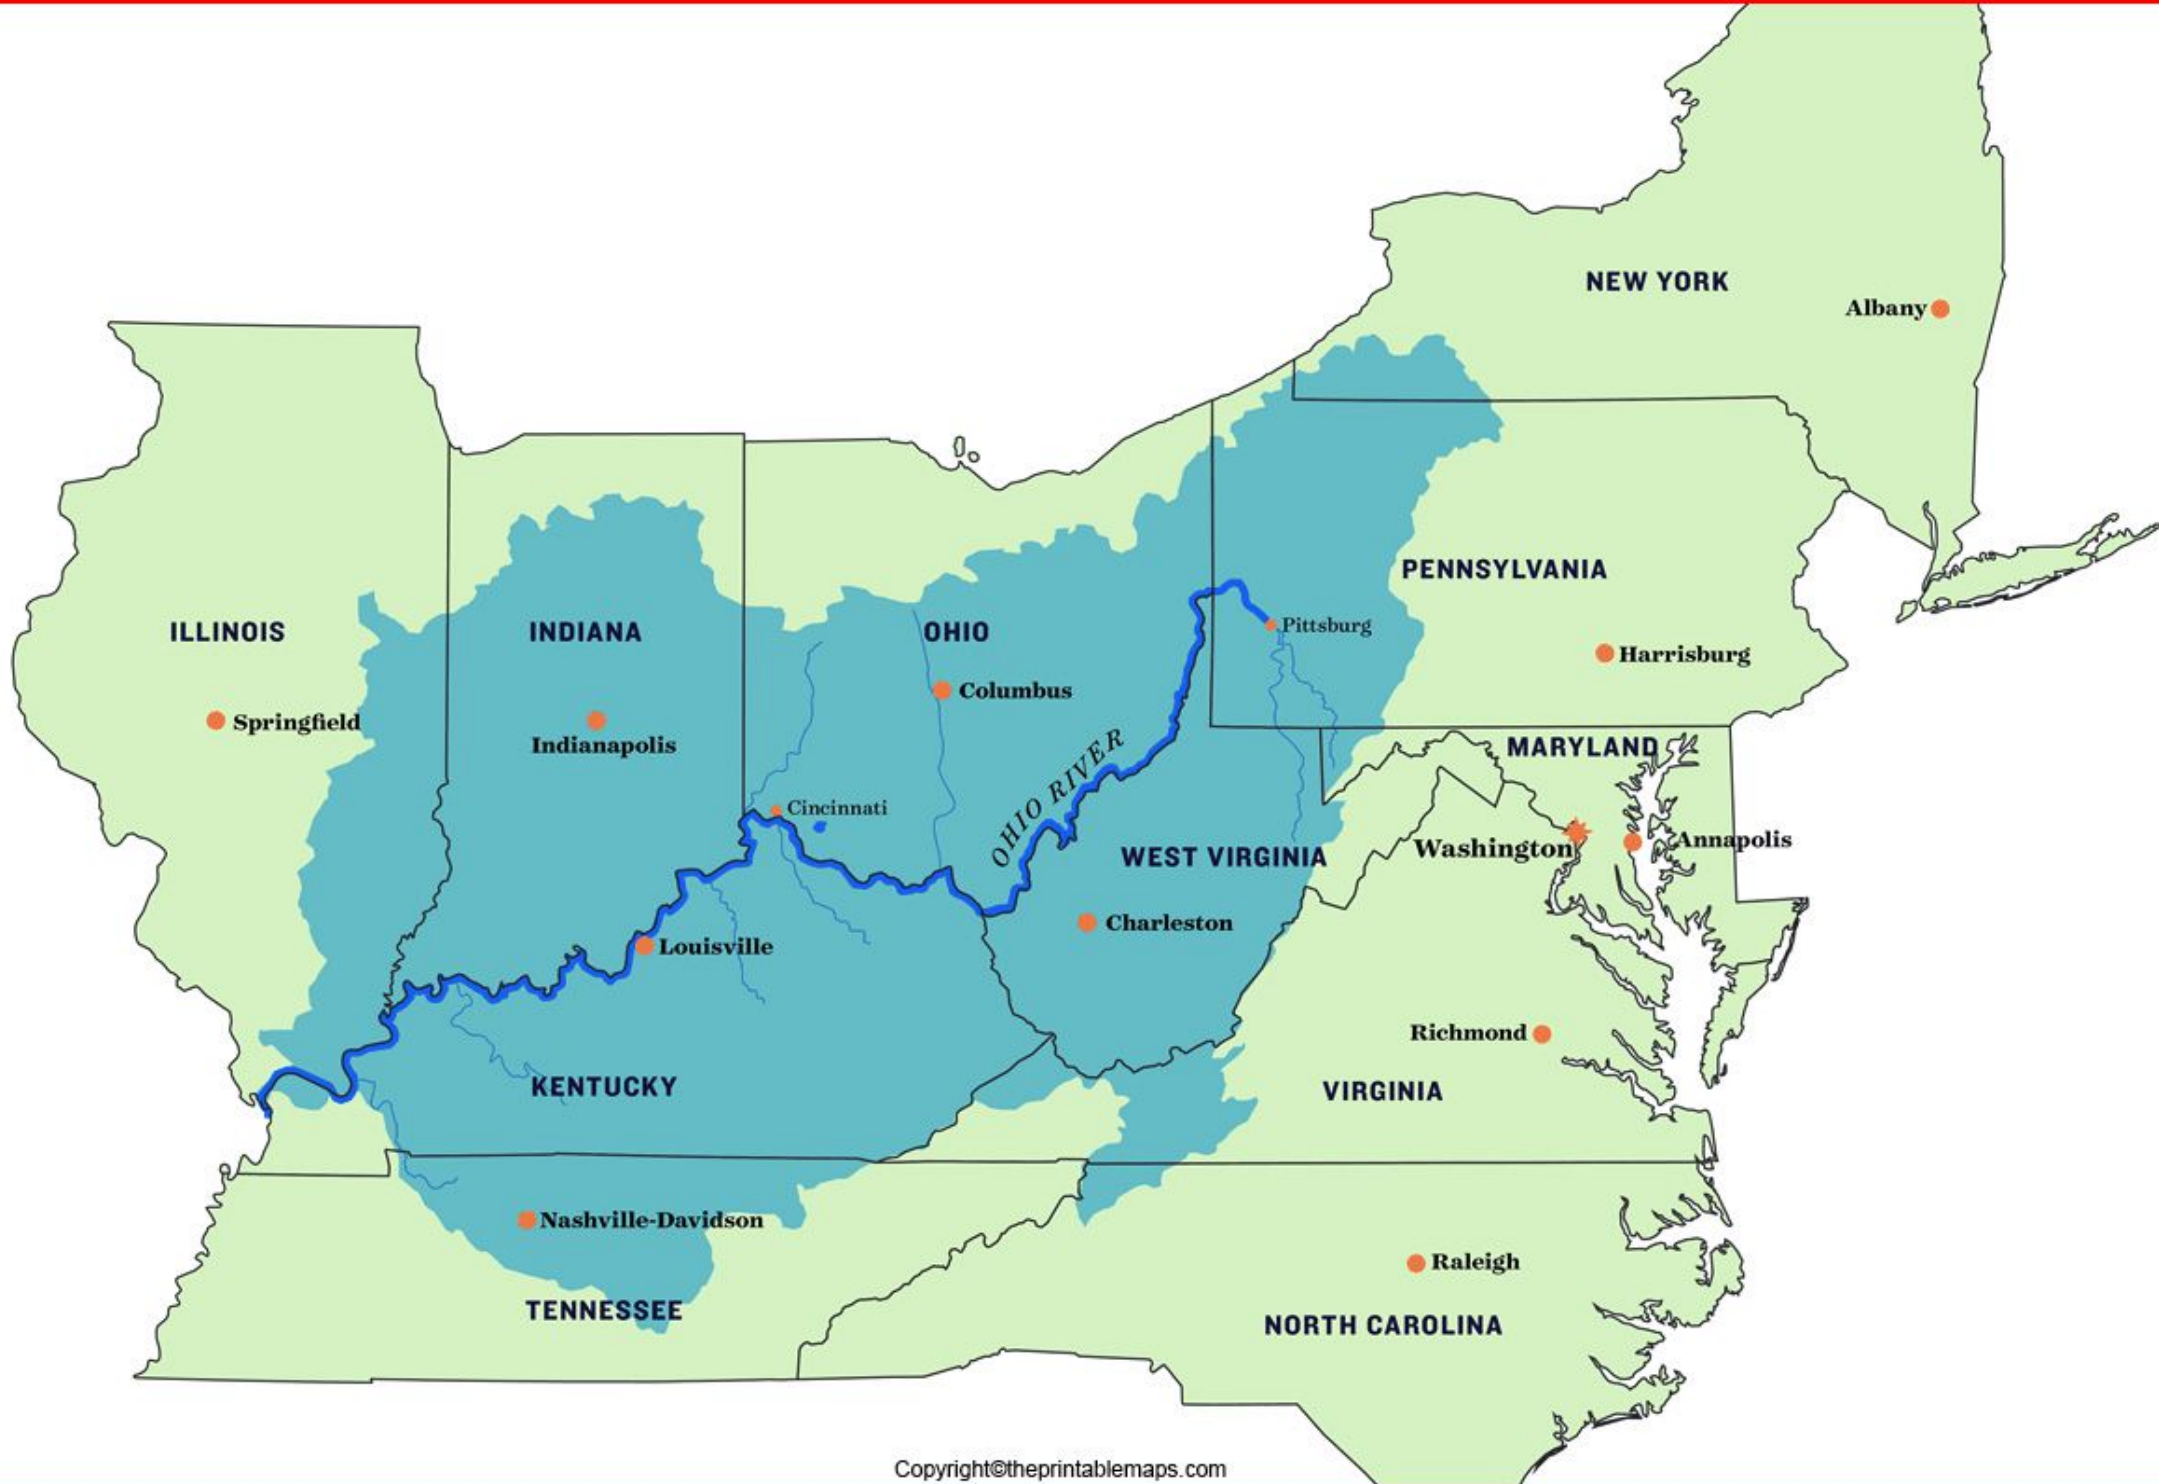 NEW YORK
Albany
PENNSYLVANIA
ILLINOIS
INDIANA
OHIO
Pittsburg
Harrisburg
Columbus
Springfield
Indianapolis
OHIO RIVER
MARYLAND
Cincinnati
Washington
Annapolis
WEST VIRGINIA
Charleston
Louisville
Richmond
KENTUCKY
VIRGINIA
Nashville-Davidson
Raleigh
TENNESSEE
NORTH CAROLINA
Copyright©theprintablemaps.com